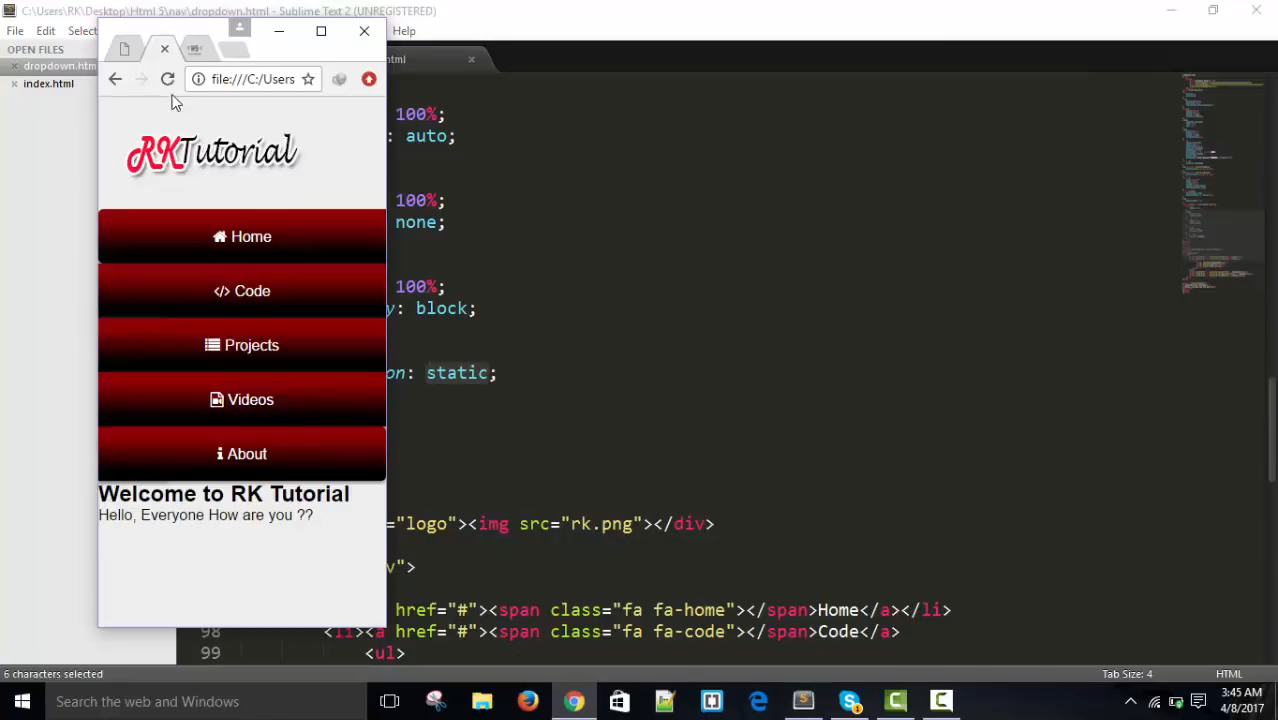 C:\Users\RK\Desktop\Html 5\nav\dropdown.html - Sublime Text 2 (UNREGISTERED)
File Edit Select Help
OPEN FILES
dropdown.htm
index.html
html
file:///C:/Users
RKTutorial
Home
Code
Projects
Videos
About
Welcome to RK Tutorial
Hello, Everyone How are you ??
100%;
: auto;
100%;
none;
100%;
y: block;
on: static;
="logo"><img src="rk.png"></div>
v">
href="#"><span class="fa fa-home"></span>Home</a></li>
98 <li><a href="#"><span class="fa fa-code"></span>Code</a>
99 <ul>
6 characters selected
Tab Size: 4
HTML
Search the web and Windows
3:45 AM
4/8/2017